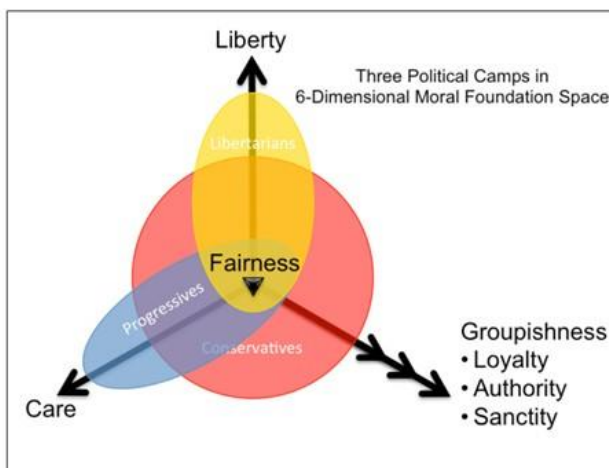 Liberty
Three Political Camps in
6-Dimensional Moral Foundation Space
Libertarians
Fairness
Progressives
Conservatives
Groupishness
• Loyalty
• Authority
• Sanctity
Care